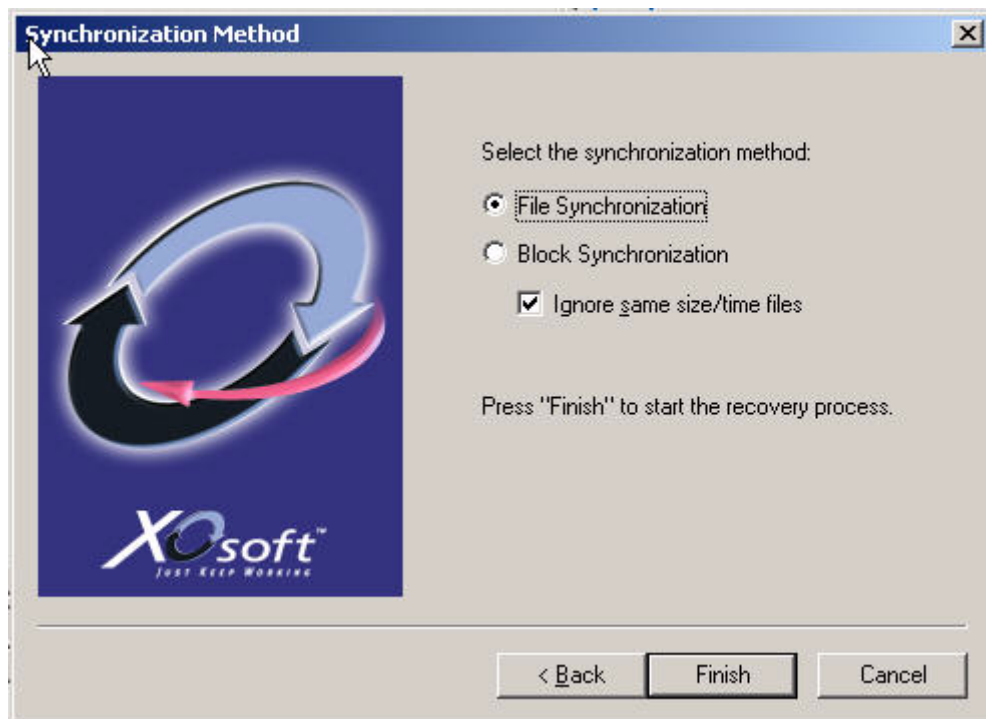 Synchronization Method
Select the synchronization method:
File Synchronization
Block Synchronization
Ignore same size/time files
Press "Finish" to start the recovery process.
XOsoft™
JUST KEEP WORKING
< Back
Finish
Cancel